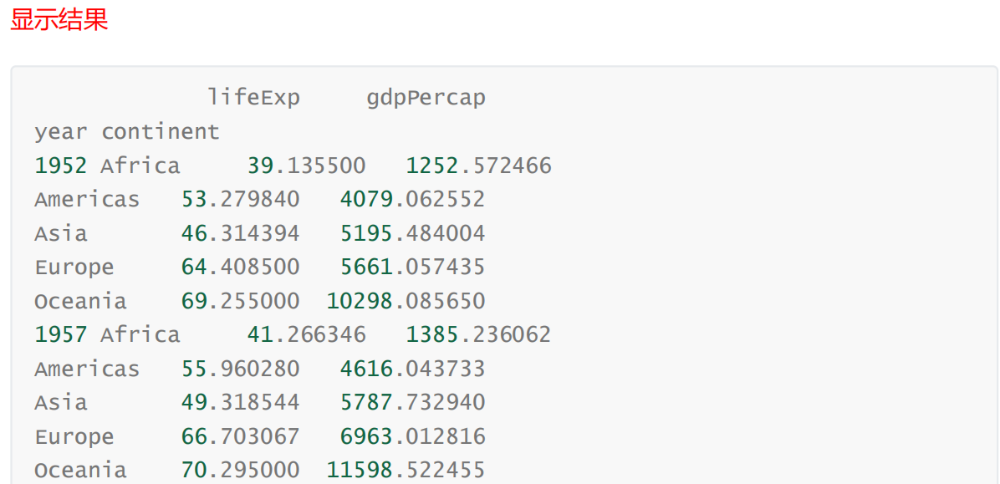 显示结果
lifeExp gdpPercap
year continent
1952 Africa 39.135500 1252.572466
Americas 53.279840 4079.062552
Asia 46.314394 5195.484004
Europe 64.408500 5661.057435
Oceania 69.255000 10298.085650
1957 Africa 41.266346 1385.236062
Americas 55.960280 4616.043733
Asia 49.318544 5787.732940
Europe 66.703067 6963.012816
Oceania 70.295000 11598.522455